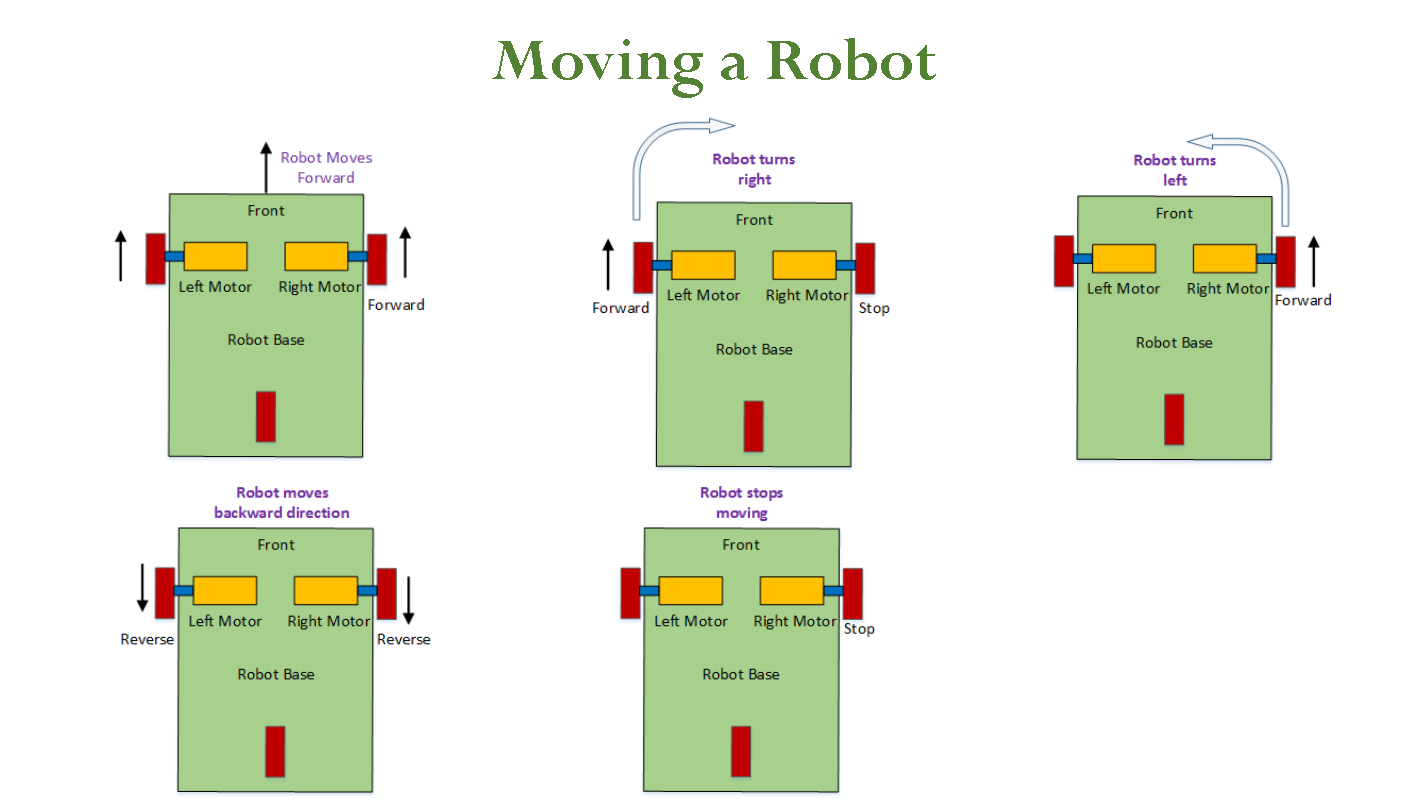 Moving a Robot
Robot Moves
Forward
Front
Left Motor
Right Motor
Forward
Robot Base
Robot turns
right
Front
Left Motor
Right Motor
Forward
Stop
Robot Base
Robot turns
left
Front
Left Motor
Right Motor
Forward
Robot Base
Robot moves
backward direction
Front
Left Motor
Right Motor
Reverse
Reverse
Robot Base
Robot stops
moving
Front
Left Motor
Right Motor
Stop
Robot Base